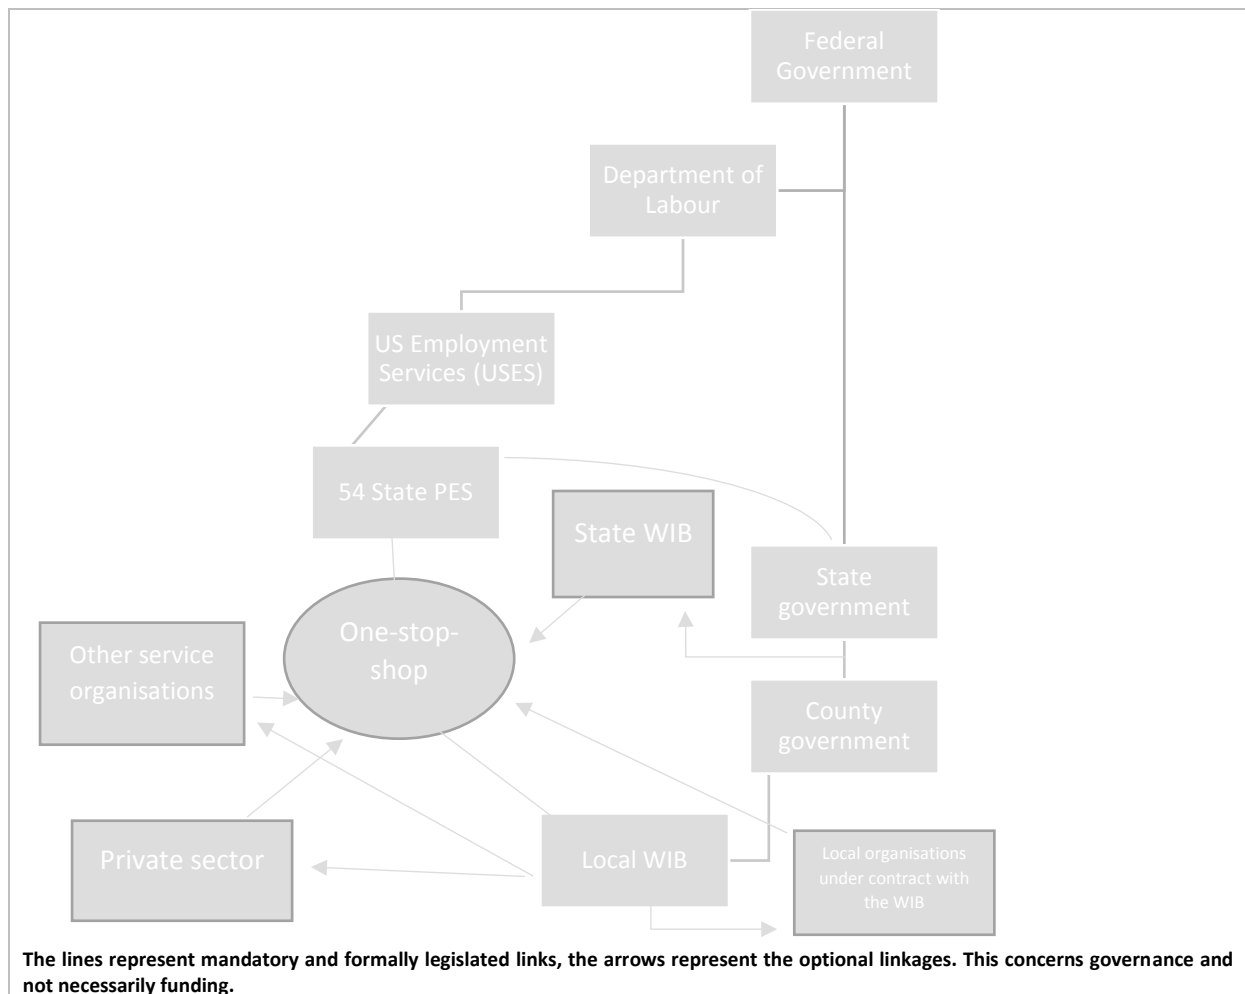 Federal
Government
Department of
Labour
US Employment
Services (USES)
54 State PES
State WIB
State
government
One-stop-
shop
Other service
organisations
County
government
Private sector
Local WIB
Local organisations
under contract with
the WIB
The lines represent mandatory and formally legislated links, the arrows represent the optional linkages. This concerns governance and
not necessarily funding.